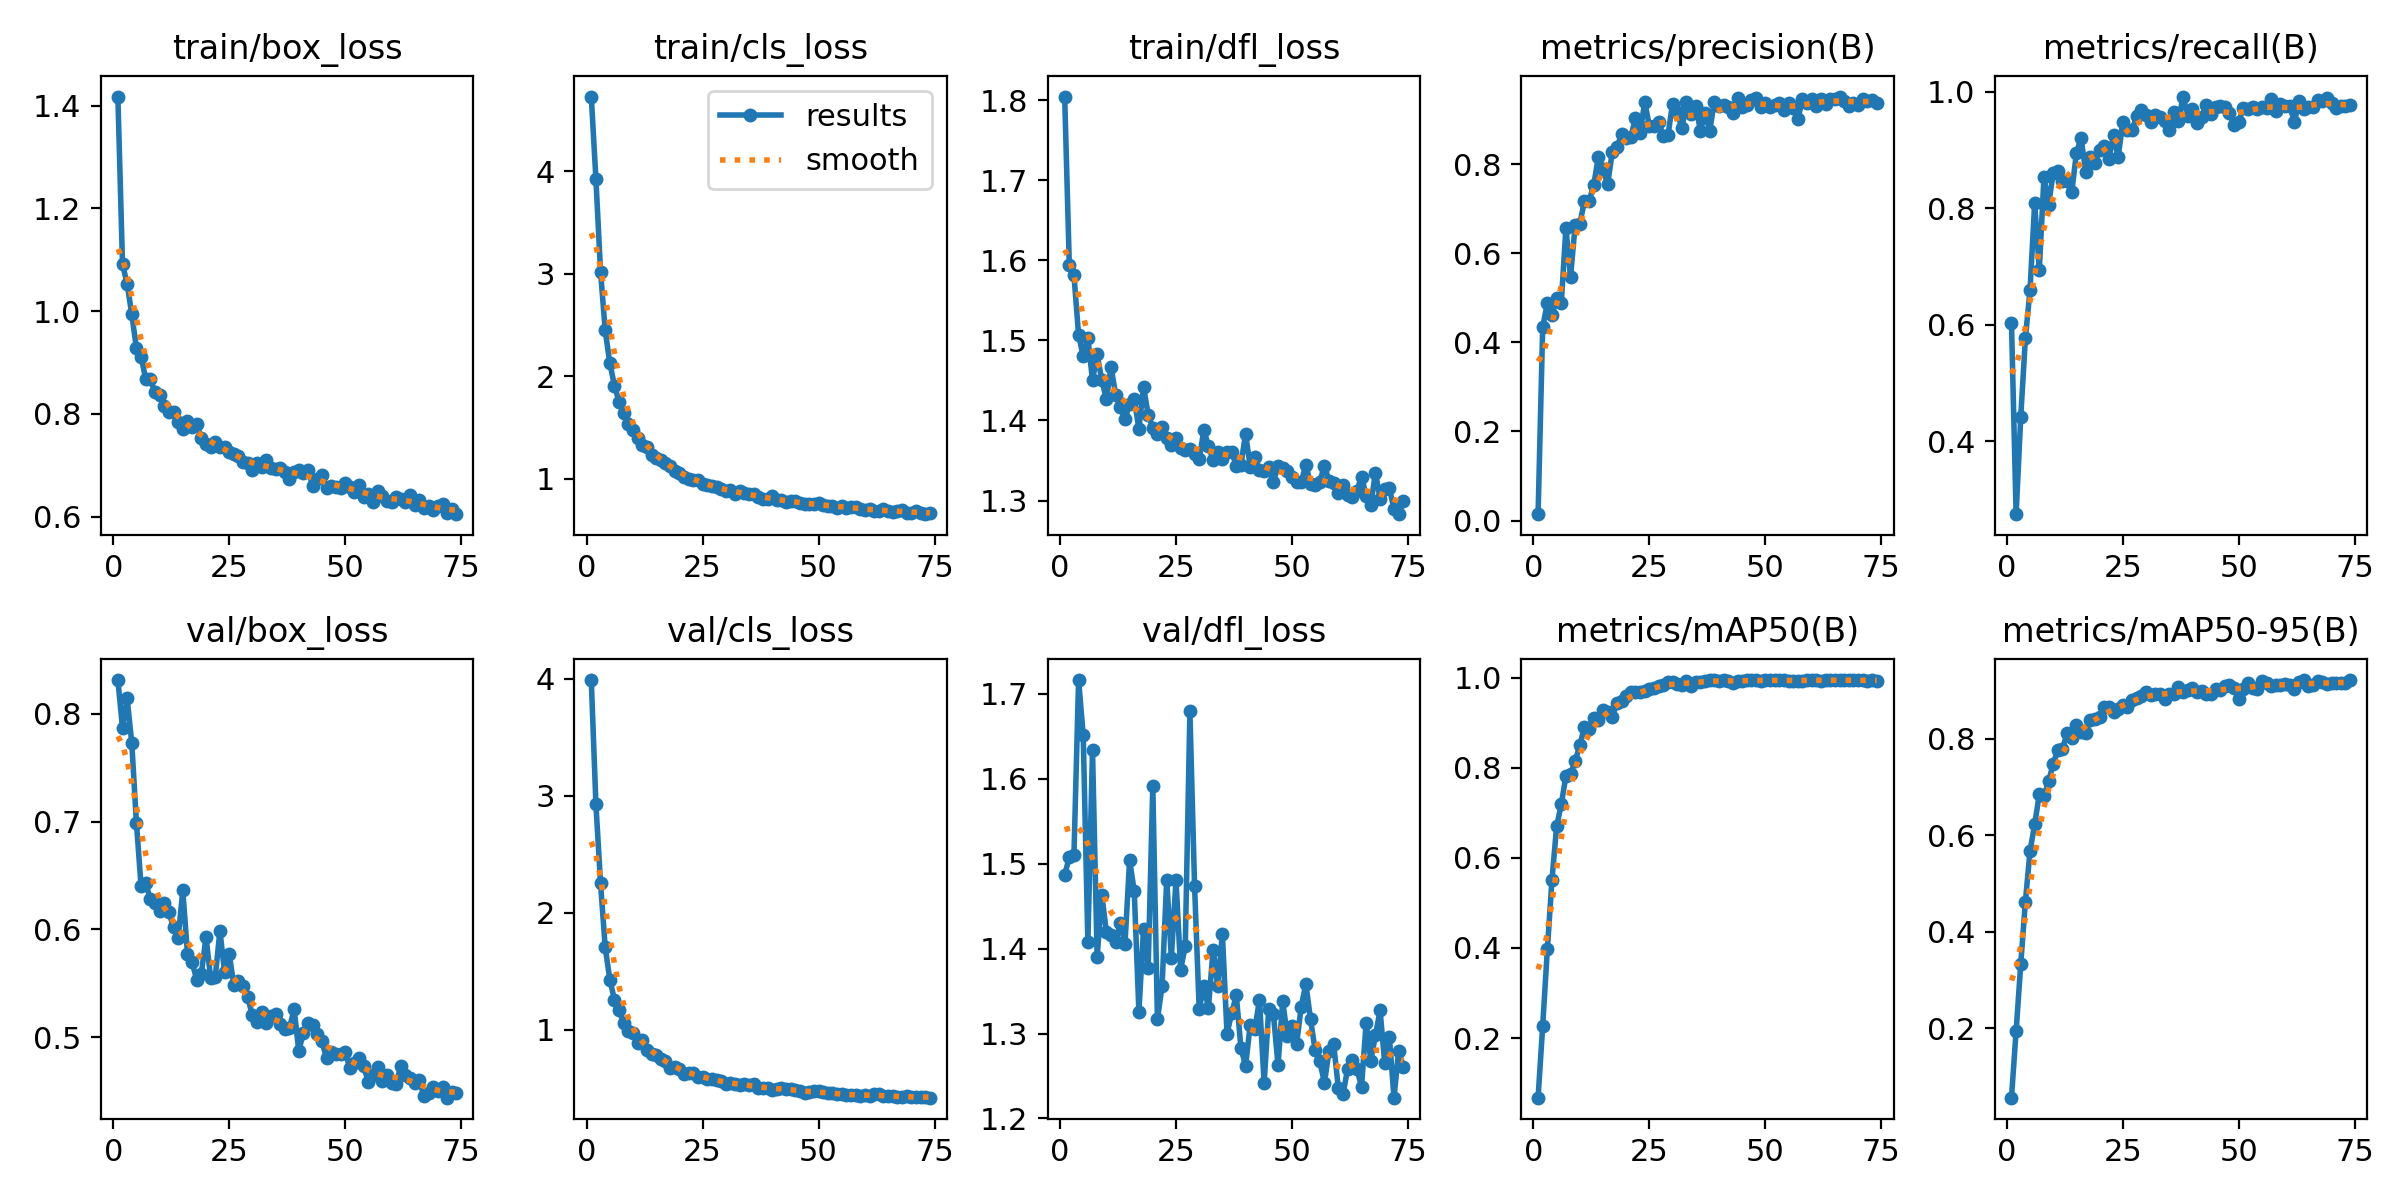 train/box_loss
1.4
1.2
1.0
0.8
0.6
0 25 50 75
train/cls_loss
results
smooth
4
3
2
1
0 25 50 75
train/dfl_loss
1.8
1.7
1.6
1.5
1.4
1.3
0 25 50 75
metrics/precision(B)
0.8
0.6
0.4
0.2
0.0
0 25 50 75
metrics/recall(B)
1.0
0.8
0.6
0.4
0 25 50 75
val/box_loss
0.8
0.7
0.6
0.5
0 25 50 75
val/cls_loss
4
3
2
1
0 25 50 75
val/dfl_loss
1.7
1.6
1.5
1.4
1.3
1.2
0 25 50 75
metrics/mAP50(B)
1.0
0.8
0.6
0.4
0.2
0 25 50 75
metrics/mAP50-95(B)
0.8
0.6
0.4
0.2
0 25 50 75